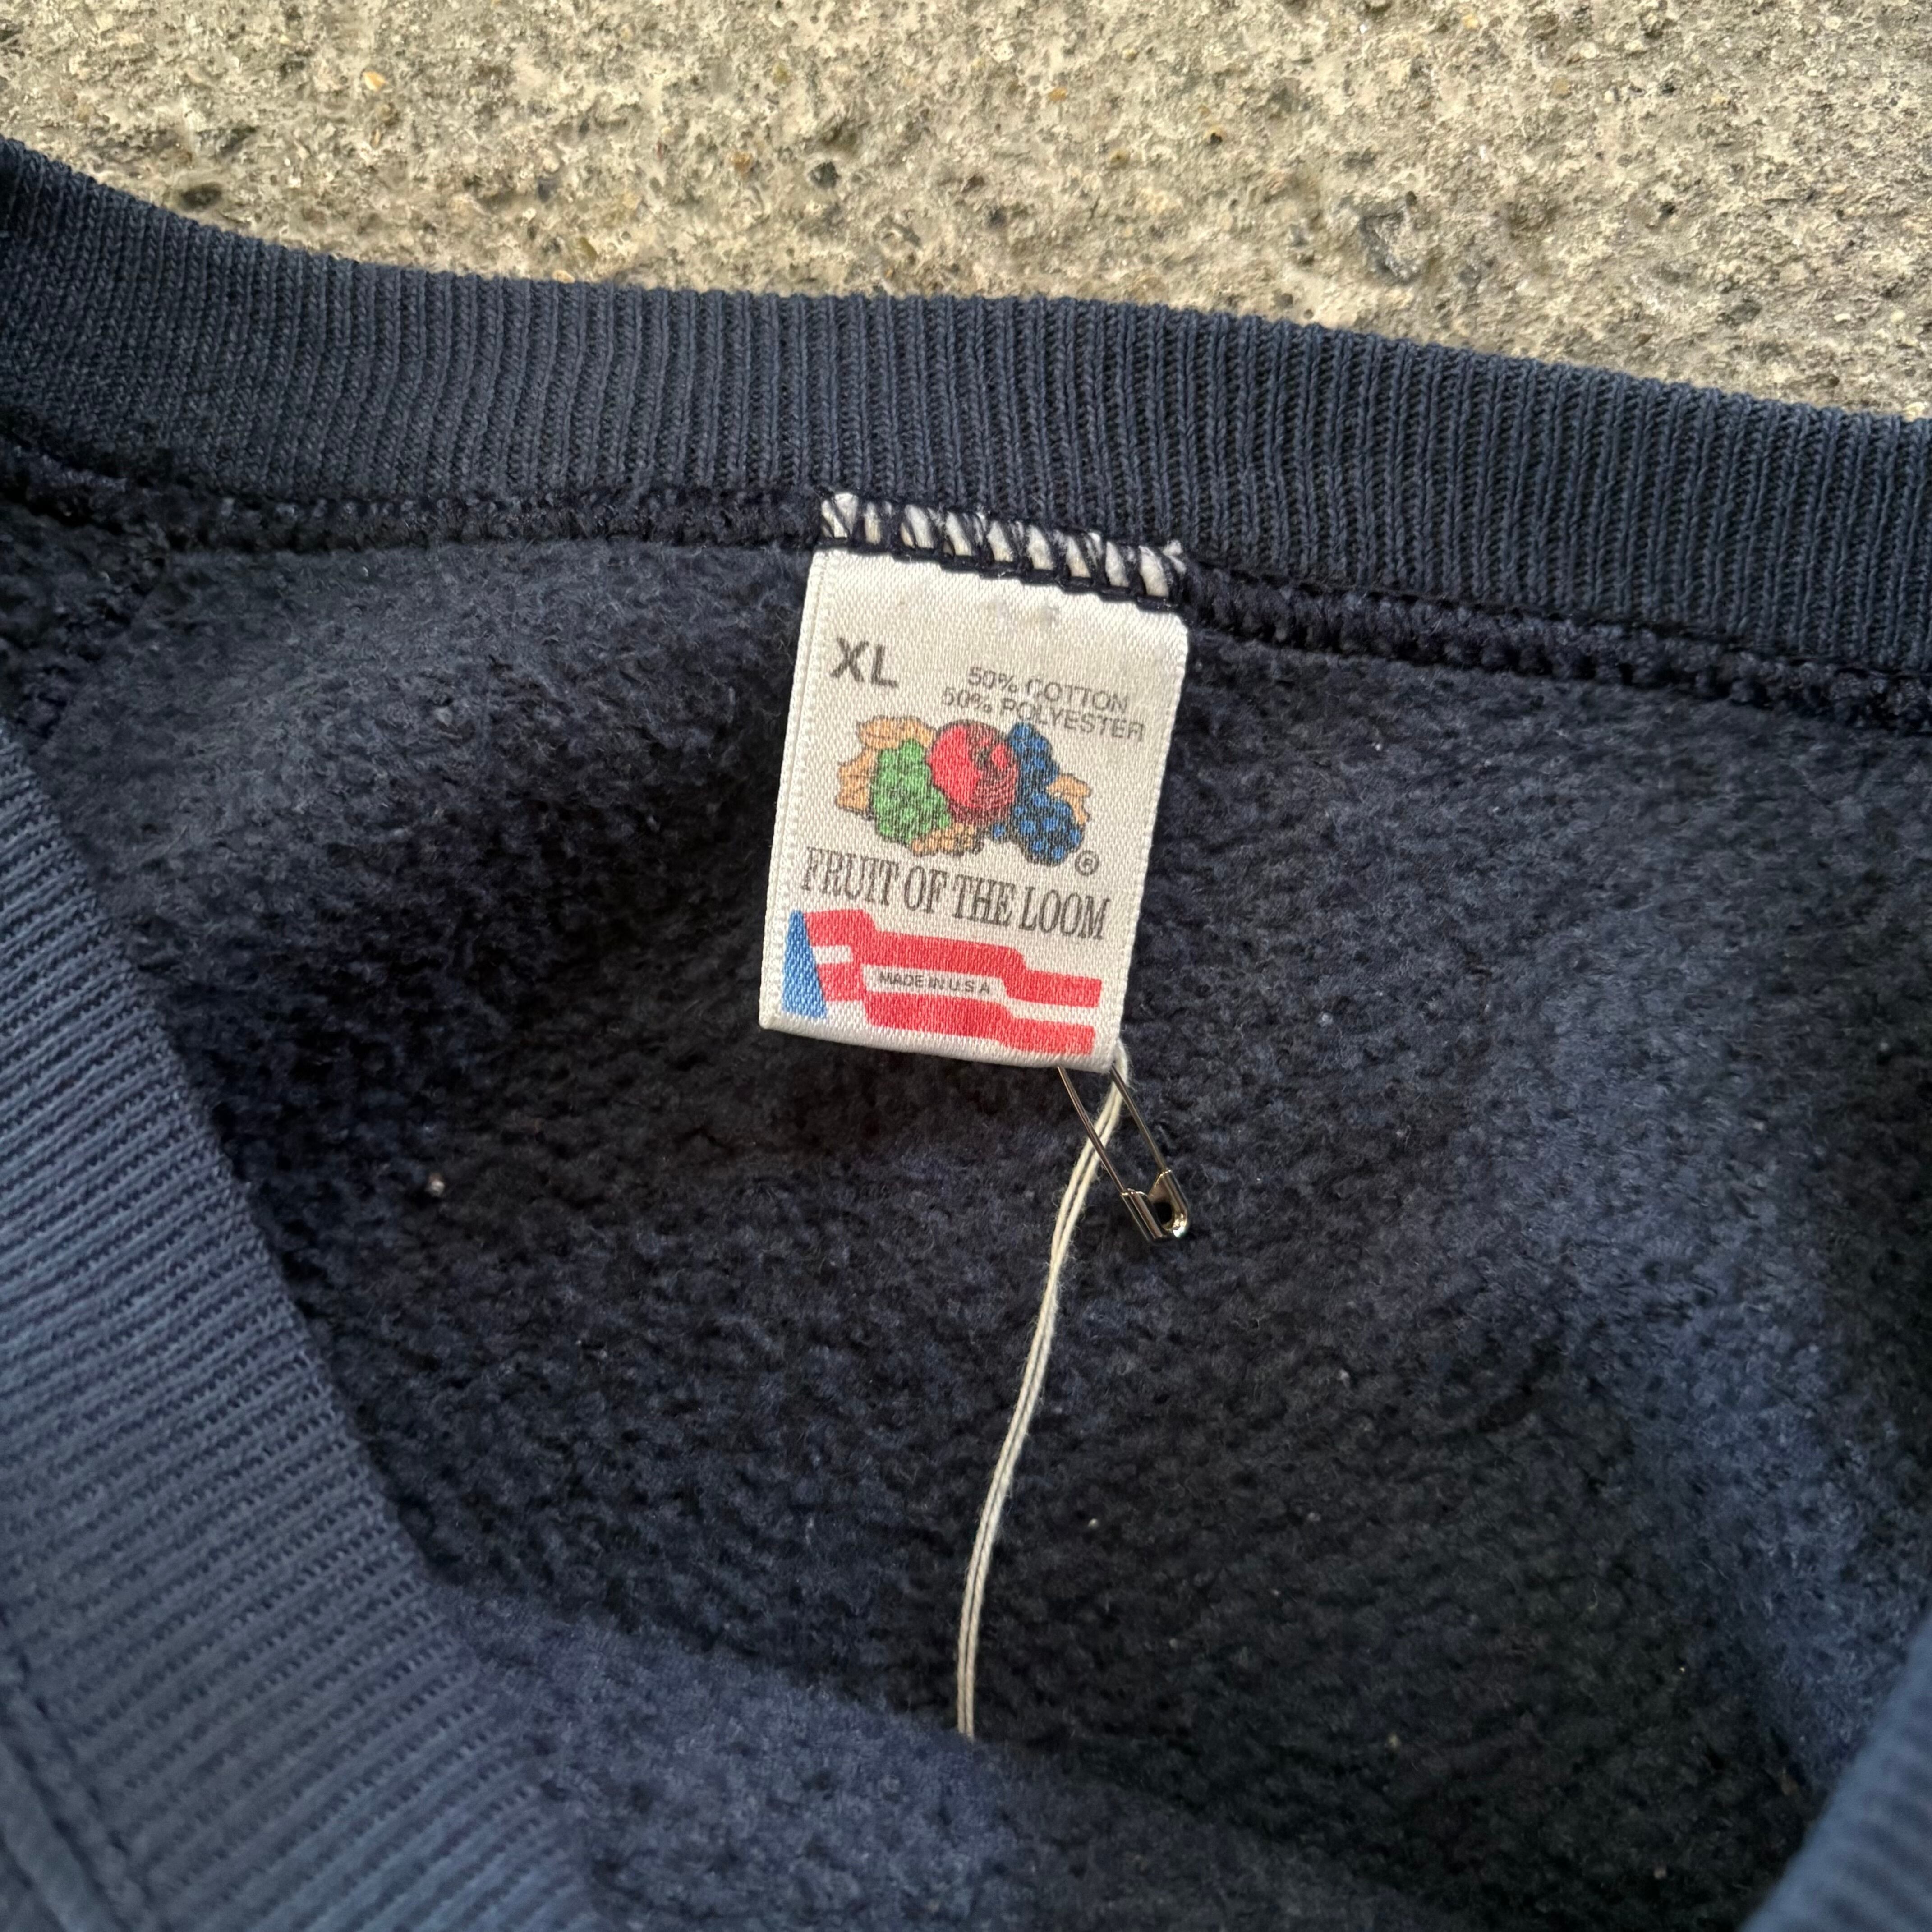 XL
50% COTTON
50% POLYESTER
®
FRUIT OF THE LOOM
MADE IN U.S.A.